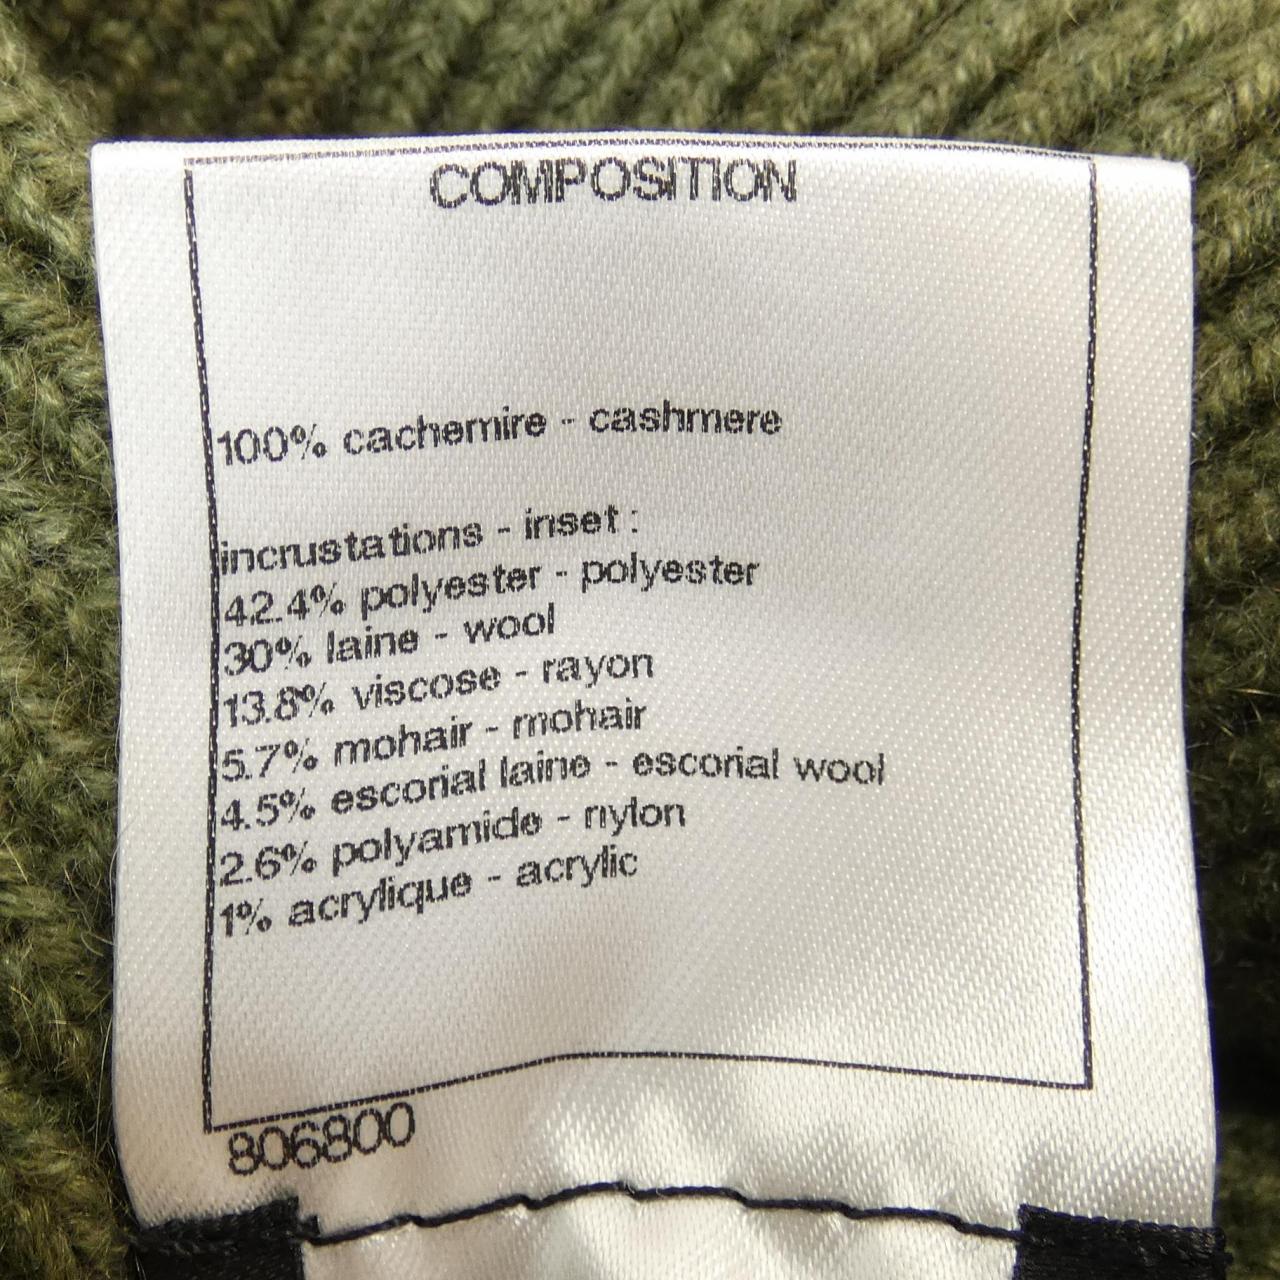 COMPOSITION
100% cachemire - cashmere
incrustations - inset :
42.4% polyester - polyester
30% laine - wool
13.8% viscose - rayon
5.7% mohair - mohair
4.5% escorial laine - escorial wool
2.6% polyamide - nylon
1% acrylique - acrylic
806800